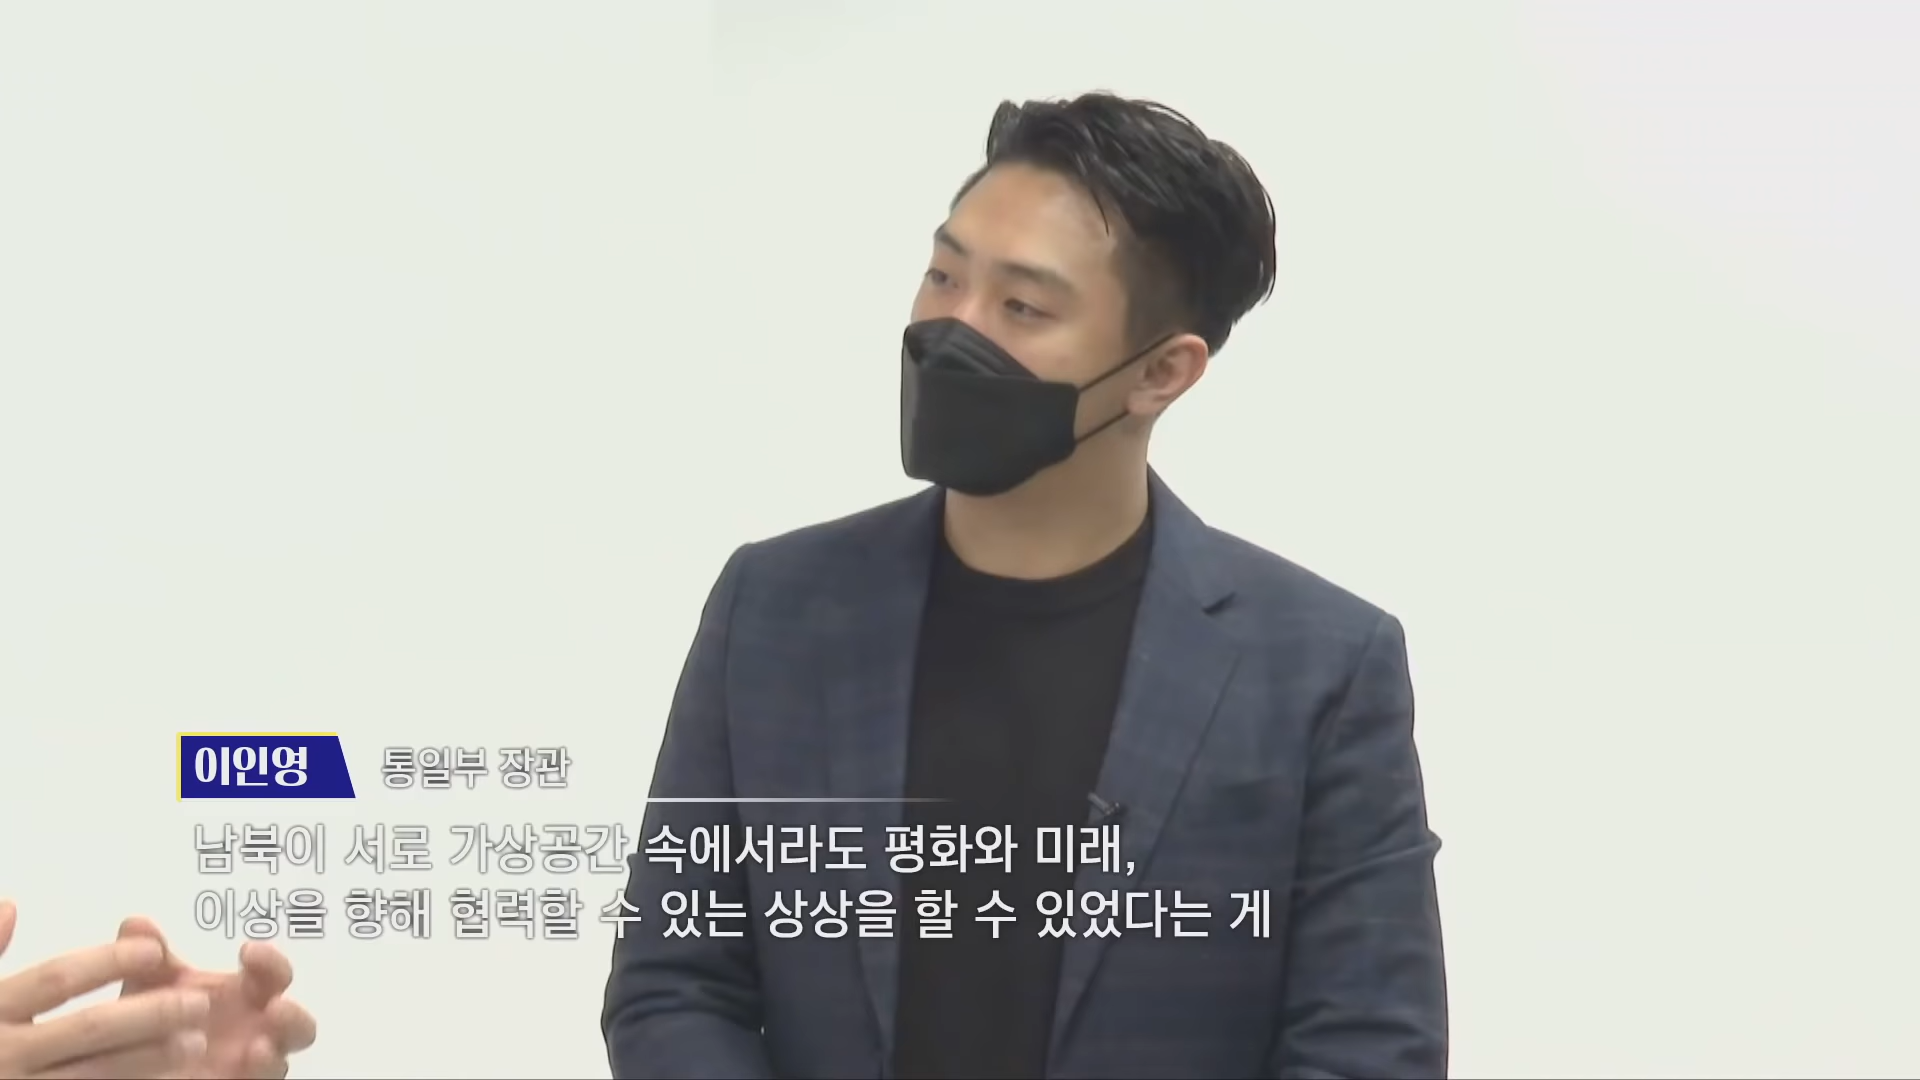 이인영 통일부 장관
남북이 서로 가상공간 속에서라도 평화와 미래,
이상을 향해 협력할 수 있는 상상을 할 수 있었다는 게